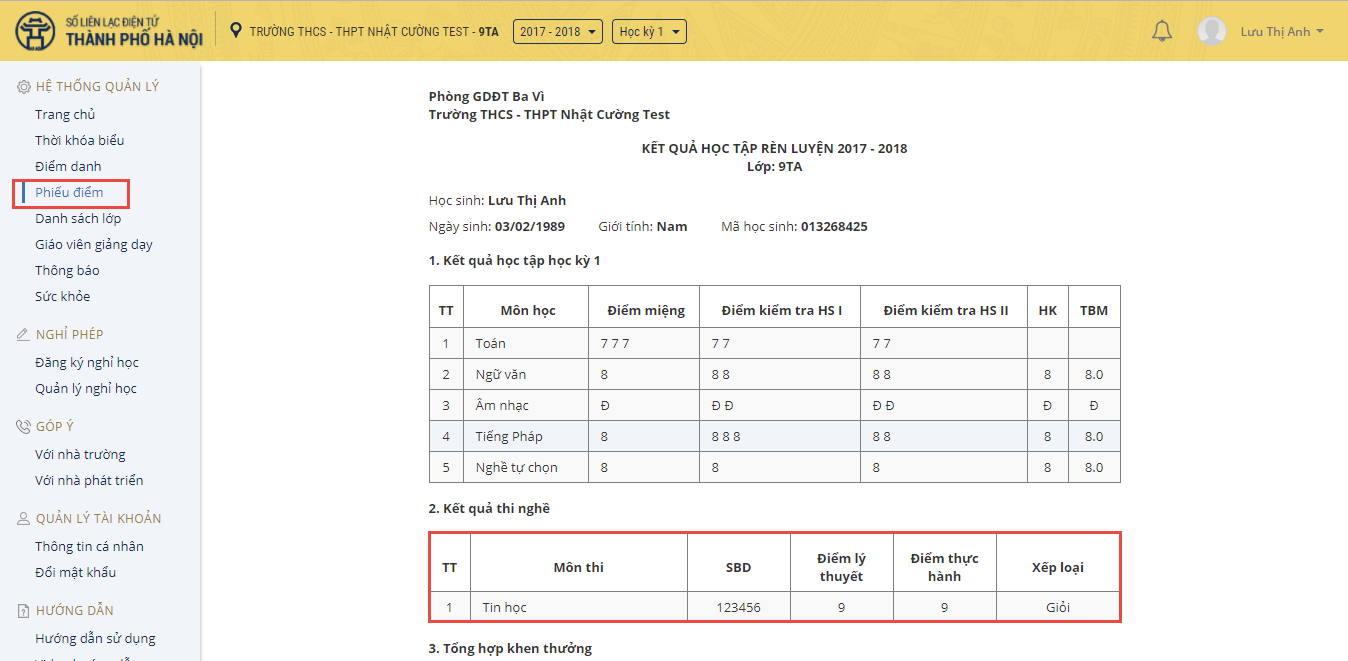 SỔ LIÊN LẠC ĐIỆN TỬ
THÀNH PHỐ HÀ NỘI
TRƯỜNG THCS - THPT NHẬT CƯỜNG TEST - 9TA
2017 - 2018
Học kỳ 1
Lưu Thị Anh
HỆ THỐNG QUẢN LÝ
Trang chủ
Thời khóa biểu
Điểm danh
Phiếu điểm
Danh sách lớp
Giáo viên giảng dạy
Thông báo
Sức khỏe
NGHỈ PHÉP
Đăng ký nghỉ học
Quản lý nghỉ học
GÓP Ý
Với nhà trường
Với nhà phát triển
QUẢN LÝ TÀI KHOẢN
Thông tin cá nhân
Đổi mật khẩu
HƯỚNG DẪN
Hướng dẫn sử dụng
Phòng GDĐT Ba Vì
Trường THCS - THPT Nhật Cường Test
KẾT QUẢ HỌC TẬP RÈN LUYỆN 2017 - 2018
Lớp: 9TA
Học sinh: Lưu Thị Anh
Ngày sinh: 03/02/1989 Giới tính: Nam Mã học sinh: 013268425
1. Kết quả học tập học kỳ 1
TT Môn học Điểm miệng Điểm kiểm tra HS I Điểm kiểm tra HS II HK TBM
1 Toán 7 7 7 7 7 7 7
2 Ngữ văn 8 8 8 8 8 8 8.0
3 Âm nhạc Đ Đ Đ Đ Đ Đ Đ
4 Tiếng Pháp 8 8 8 8 8 8 8 8.0
5 Nghề tự chọn 8 8 8 8 8.0
2. Kết quả thi nghề
TT Môn thi SBD Điểm lý thuyết Điểm thực hành Xếp loại
1 Tin học 123456 9 9 Giỏi
3. Tổng hợp khen thưởng